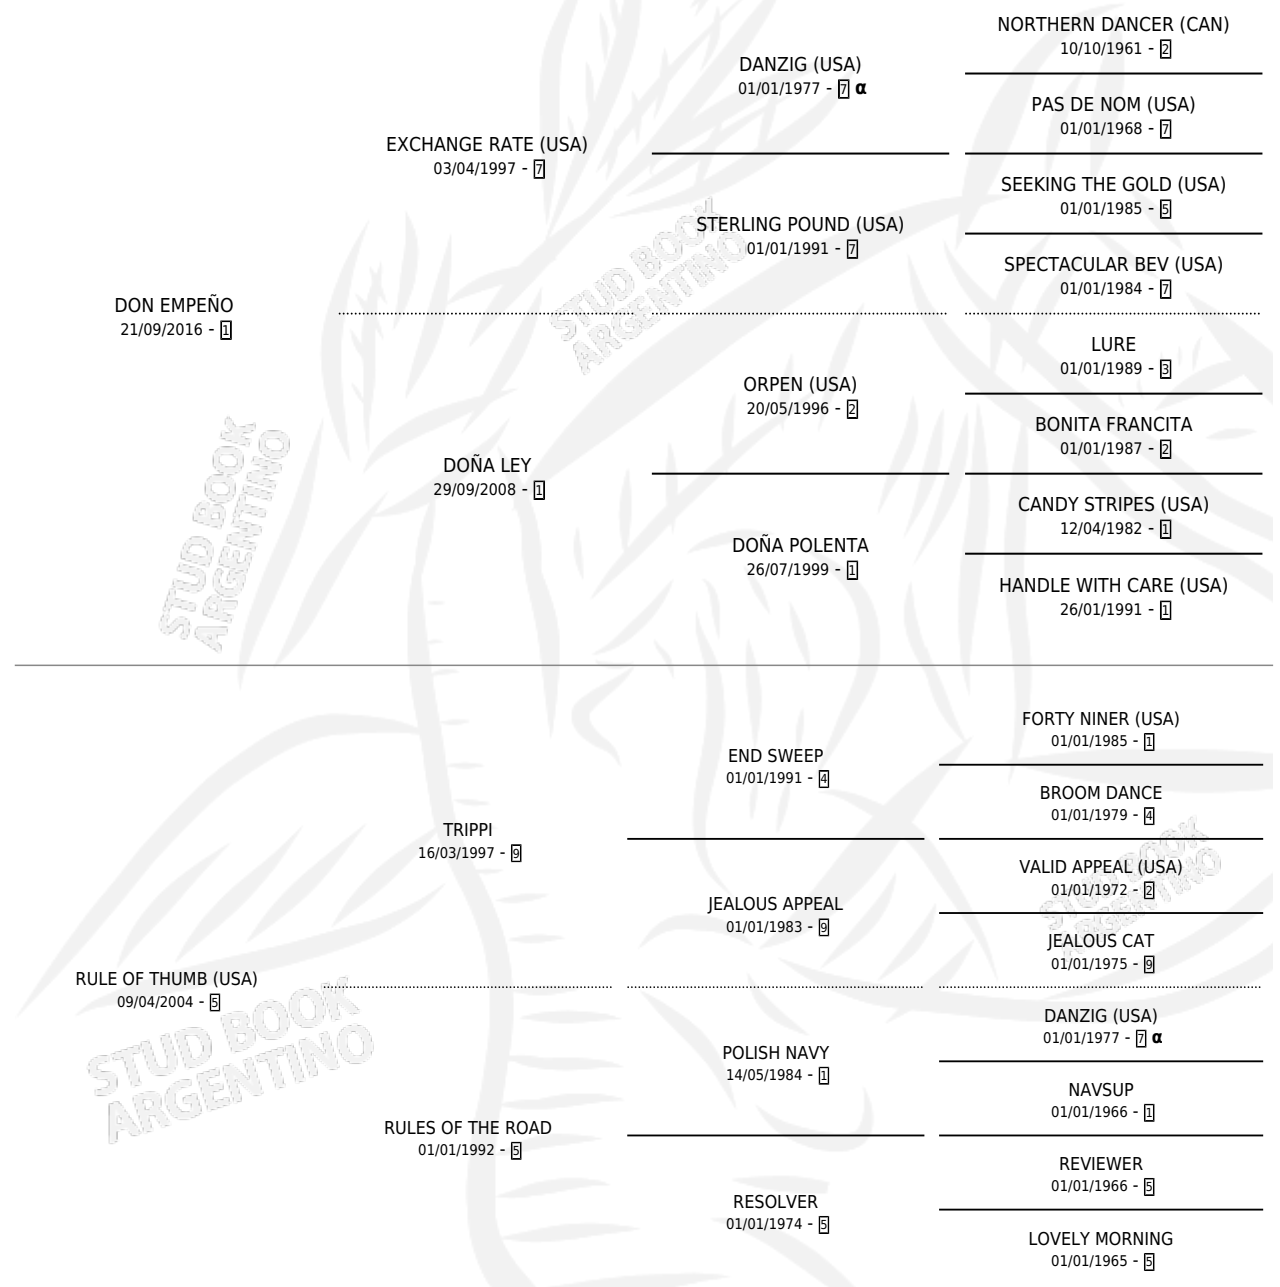 NORTHERN DANCER (CAN)
10/10/1961 - 2
DANZIG (USA)
01/01/1977 - 7 α
PAS DE NOM (USA)
01/01/1968 - 7
EXCHANGE RATE (USA)
03/04/1997 - 7
SEEKING THE GOLD (USA)
01/01/1985 - 5
STERLING POUND (USA)
01/01/1991 - 7
SPECTACULAR BEV (USA)
01/01/1984 - 7
DON EMPEÑO
21/09/2016 - 1
LURE
01/01/1989 - 3
ORPEN (USA)
20/05/1996 - 2
BONITA FRANCITA
01/01/1987 - 2
DOÑA LEY
29/09/2008 - 1
CANDY STRIPES (USA)
12/04/1982 - 1
DOÑA POLENTA
26/07/1999 - 1
HANDLE WITH CARE (USA)
26/01/1991 - 1
STUD BOOK
ARGENTINO
STUD BOOK
ARGENTINO
FORTY NINER (USA)
01/01/1985 - 1
END SWEEP
01/01/1991 - 4
BROOM DANCE
01/01/1979 - 4
TRIPPI
16/03/1997 - 9
VALID APPEAL (USA)
01/01/1972 - 2
JEALOUS APPEAL
01/01/1983 - 9
JEALOUS CAT
01/01/1975 - 9
RULE OF THUMB (USA)
09/04/2004 - 5
DANZIG (USA)
01/01/1977 - 7 α
POLISH NAVY
14/05/1984 - 1
NAVSUP
01/01/1966 - 1
RULES OF THE ROAD
01/01/1992 - 5
REVIEWER
01/01/1966 - 5
RESOLVER
01/01/1974 - 5
LOVELY MORNING
01/01/1965 - 5
STUD BOOK
ARGENTINO
STUD BOOK
ARGENTINO